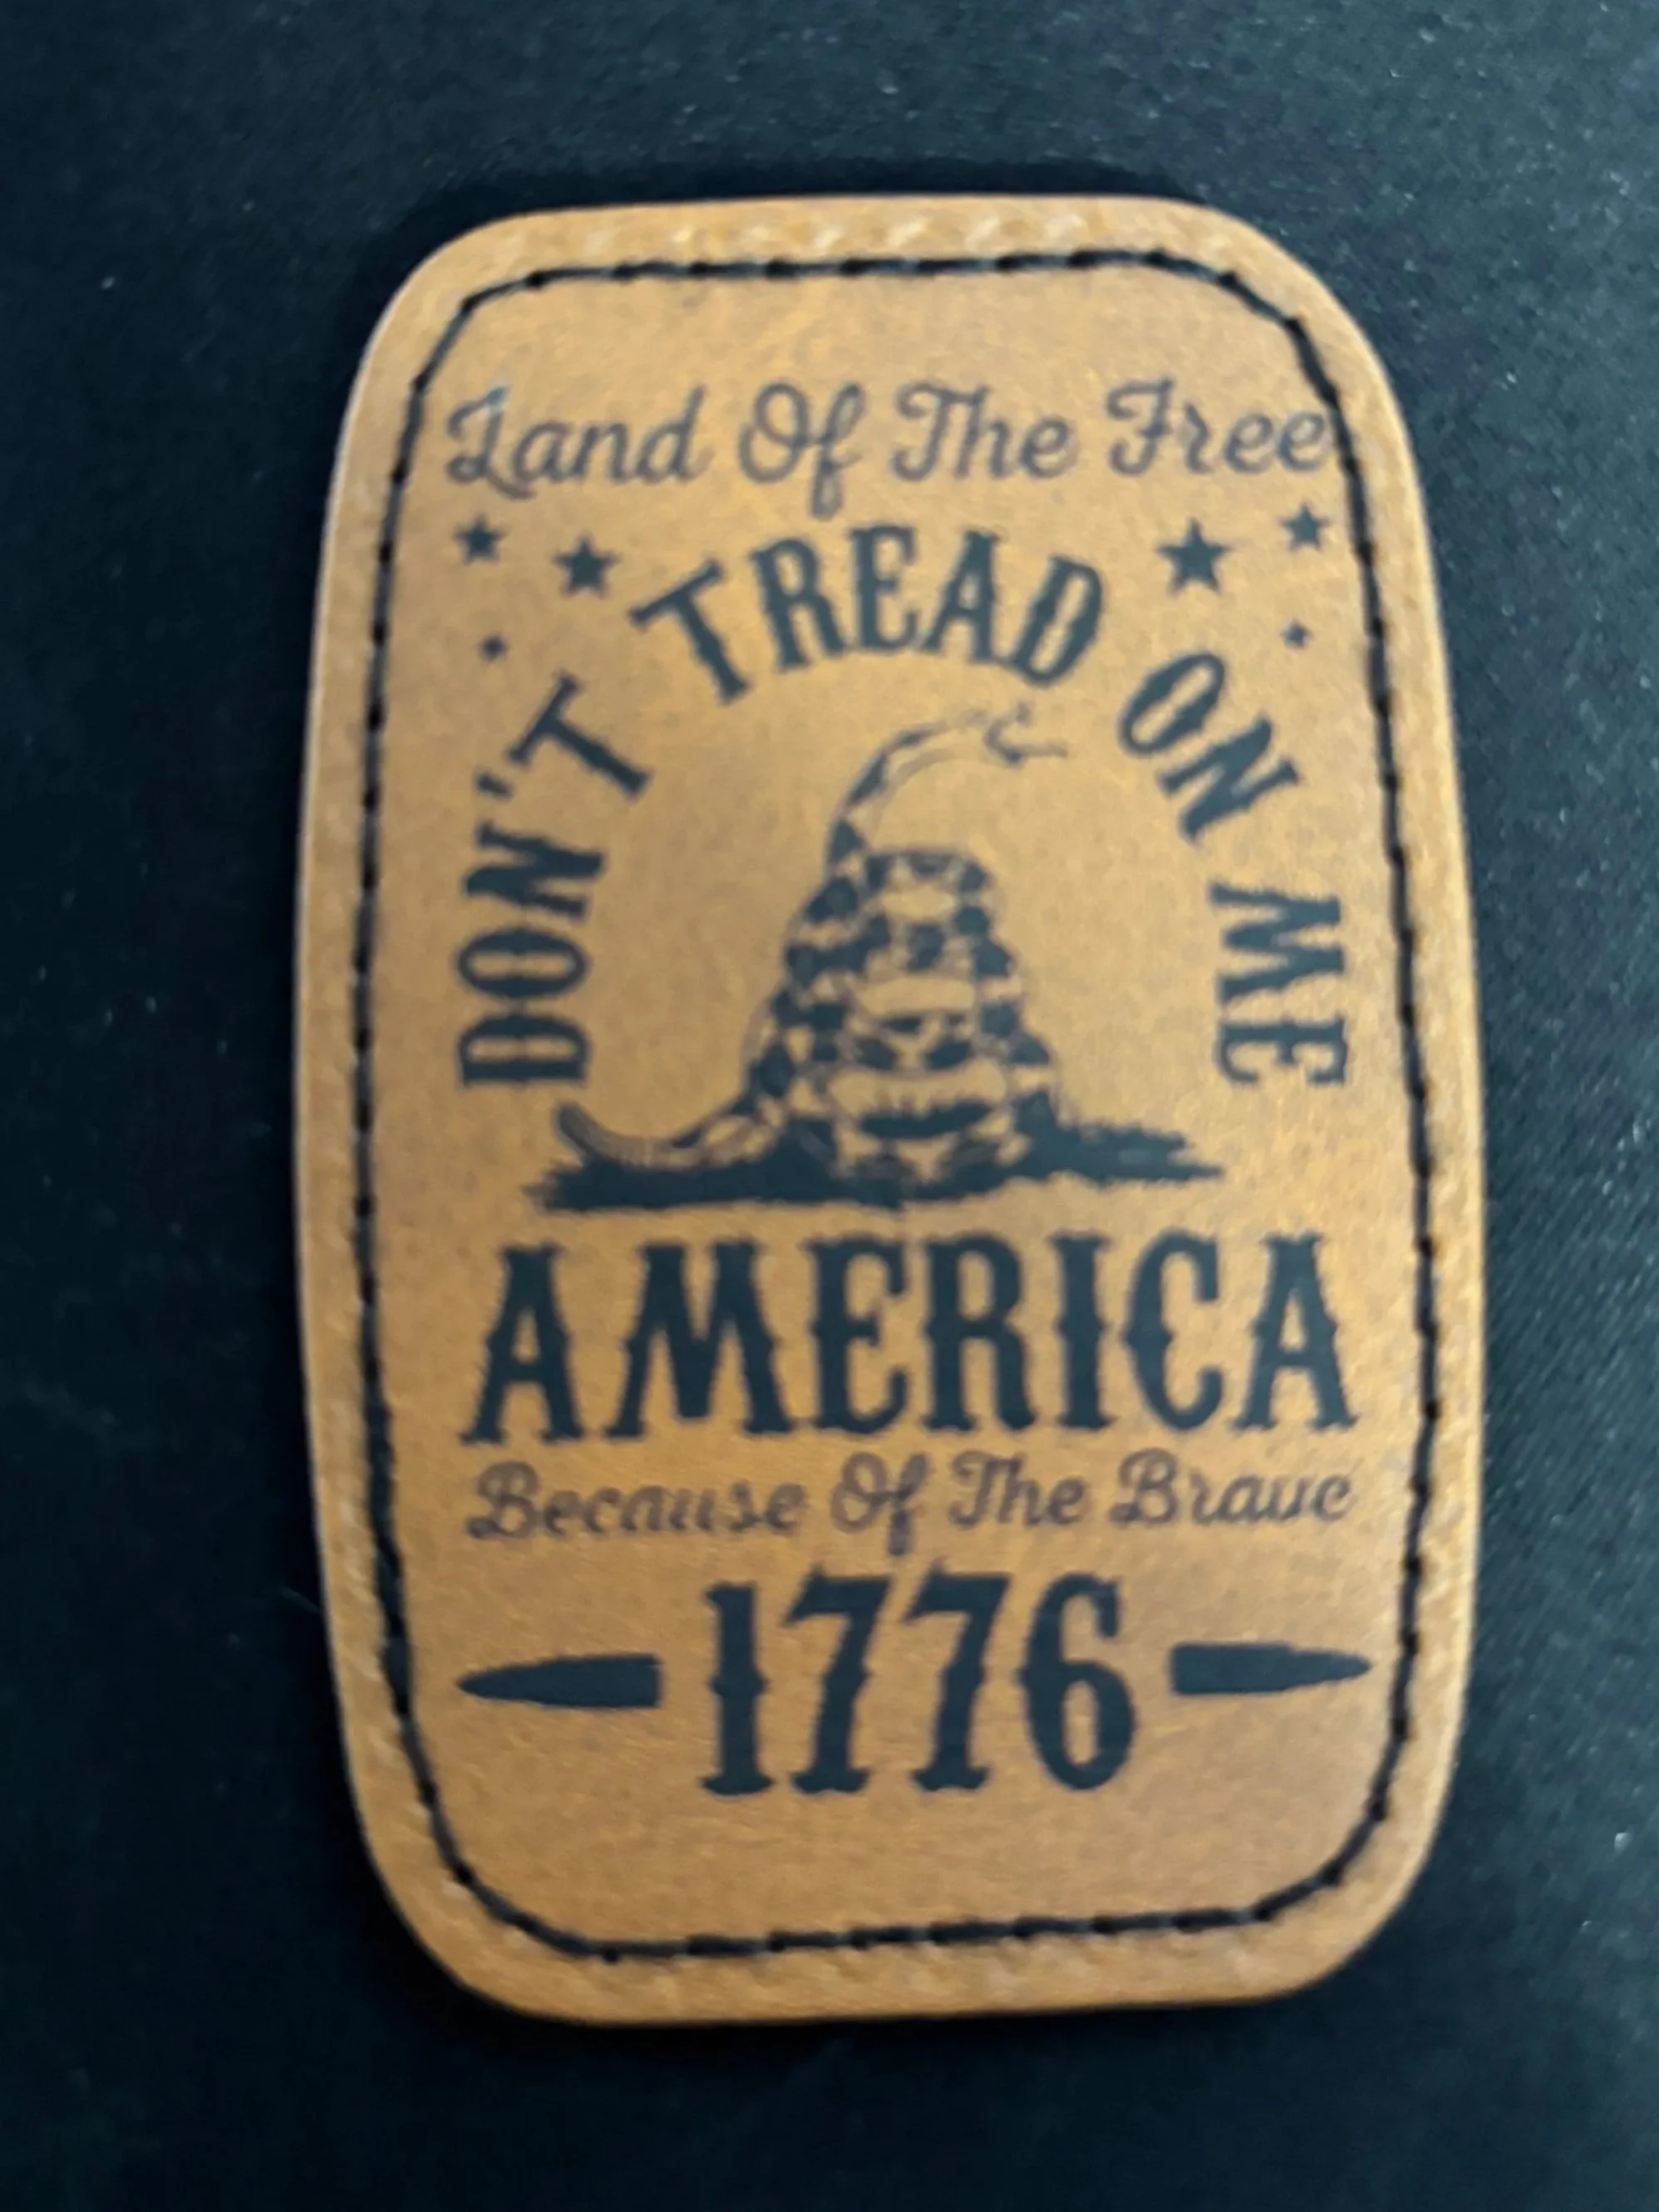 Land Of The Free
DON'T TREAD ON ME
AMERICA
Because Of The Brave
1776